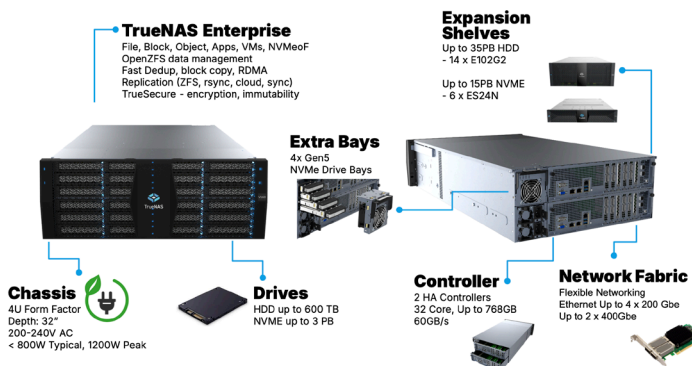 TrueNAS Enterprise
File, Block, Object, Apps, VMs, NVMeoF
OpenZFS data management
Fast Dedup, block copy, RDMA
Replication (ZFS, rsync, cloud, sync)
TrueSecure - encryption, immutability
Expansion
Shelves
Up to 35PB HDD
- 14 x E102G2
Up to 15PB NVME
- 6 x ES24N
Extra Bays
4x Gen5
NVMe Drive Bays
TrueNAS
Chassis
4U Form Factor
Depth: 32"
200-240V AC
< 800W Typical, 1200W Peak
Drives
HDD up to 600 TB
NVME up to 3 PB
Controller
2 HA Controllers
32 Core, Up to 768GB
60GB/s
Network Fabric
Flexible Networking
Ethernet Up to 4 x 200 Gbe
Up to 2 x 400Gbe